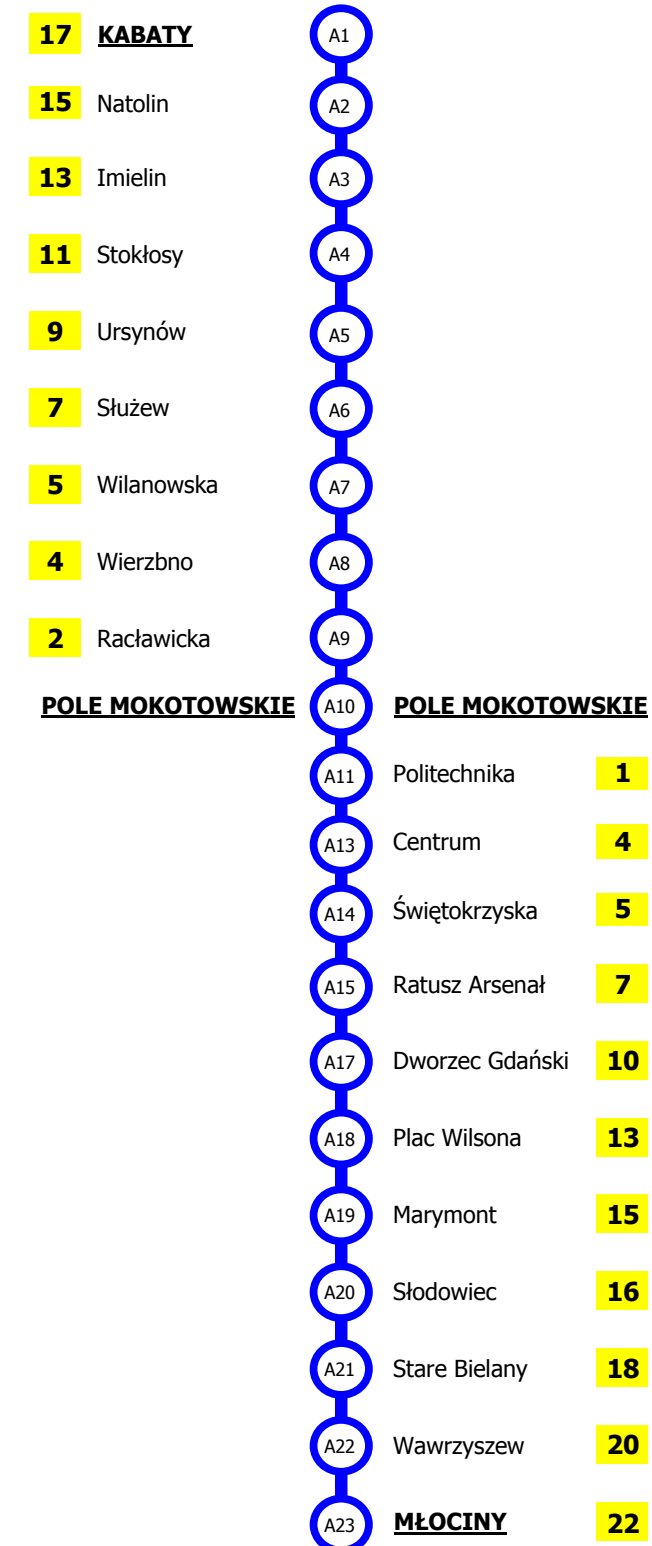 17 KABATY A1
15 Natolin A2
13 Imielin A3
11 Stokłosy A4
9 Ursynów A5
7 Służew A6
5 Wilanowska A7
4 Wierzbno A8
2 Racławicka A9
POLE MOKOTOWSKIE A10 POLE MOKOTOWSKIE
A11 Politechnika 1
A13 Centrum 4
A14 Świętokrzyska 5
A15 Ratusz Arsenał 7
A17 Dworzec Gdański 10
A18 Plac Wilsona 13
A19 Marymont 15
A20 Słodowiec 16
A21 Stare Bielany 18
A22 Wawrzyszew 20
A23 MŁOCINY 22